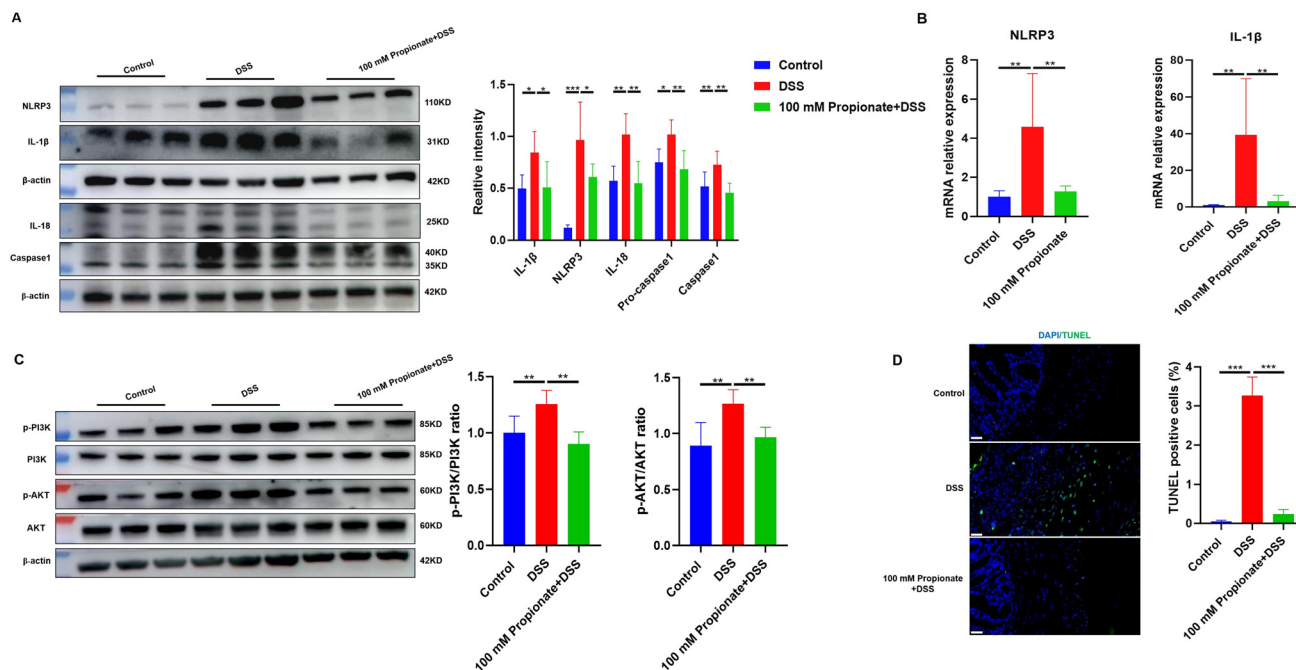 A
Control
DSS
100 mM Propionate+DSS
NLRP3
110KD
IL-1β
31KD
β-actin
42KD
IL-18
25KD
Caspase1
40KD
35KD
β-actin
42KD
Control
DSS
100 mM Propionate+DSS
Realtive intensity
1.5
1.0
0.5
0.0
* *
*** *
** **
* **
** **
IL-1β
NLRP3
IL-18
Pro-caspase1
Caspase1
B
NLRP3
mRNA relative expression
8
6
4
2
0
** **
Control
DSS
100 mM Propionate
IL-1β
mRNA relative expression
80
60
40
20
0
** **
Control
DSS
100 mM Propionate+DSS
C
Control
DSS
100 mM Propionate+DSS
p-PI3K
85KD
PI3K
85KD
p-AKT
60KD
AKT
60KD
β-actin
42KD
p-PI3K/PI3K ratio
1.5
1.0
0.5
0.0
** **
Control
DSS
100 mM Propionate+DSS
p-AKT/AKT ratio
1.5
1.0
0.5
0.0
** **
Control
DSS
100 mM Propionate+DSS
D
DAPI/TUNEL
Control
DSS
100 mM Propionate
+DSS
TUNEL positive cells (%)
4
3
2
1
0
*** ***
Control
DSS
100 mM Propionate+DSS